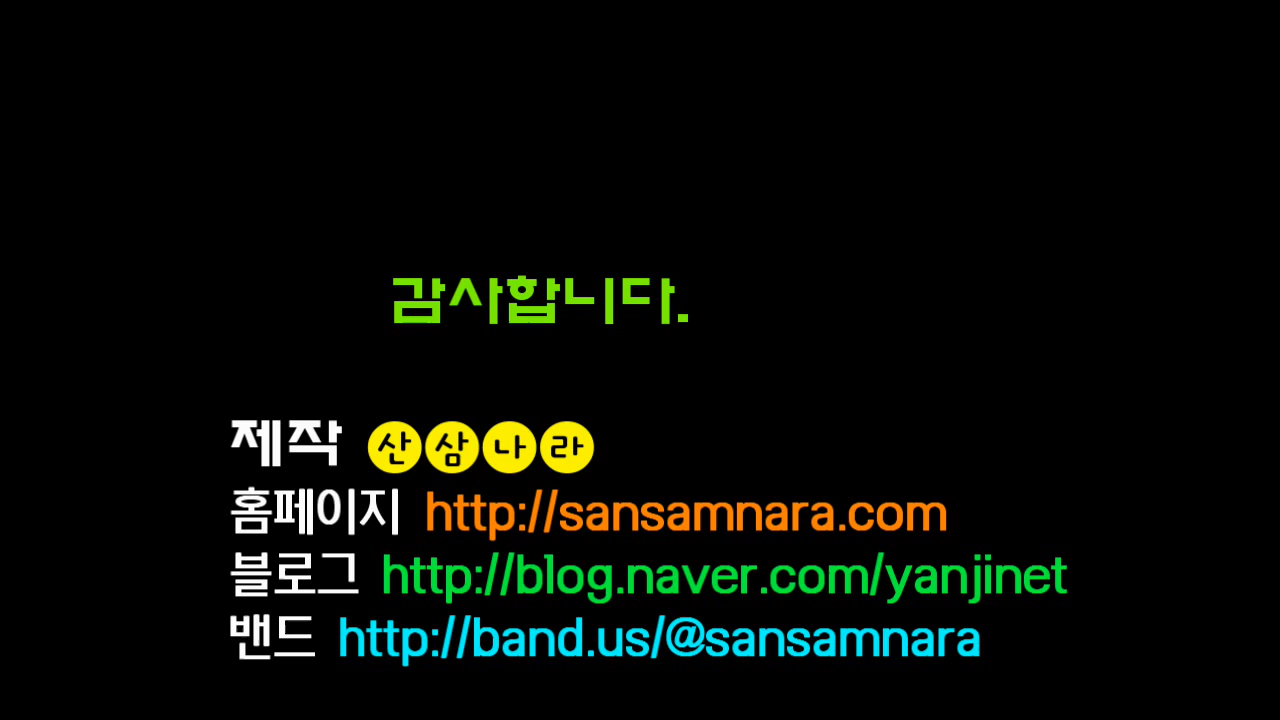 감사합니다.
제작 산삼나라
홈페이지 http://sansamnara.com
블로그 http://blog.naver.com/yanjinet
밴드 http://band.us/@sansamnara